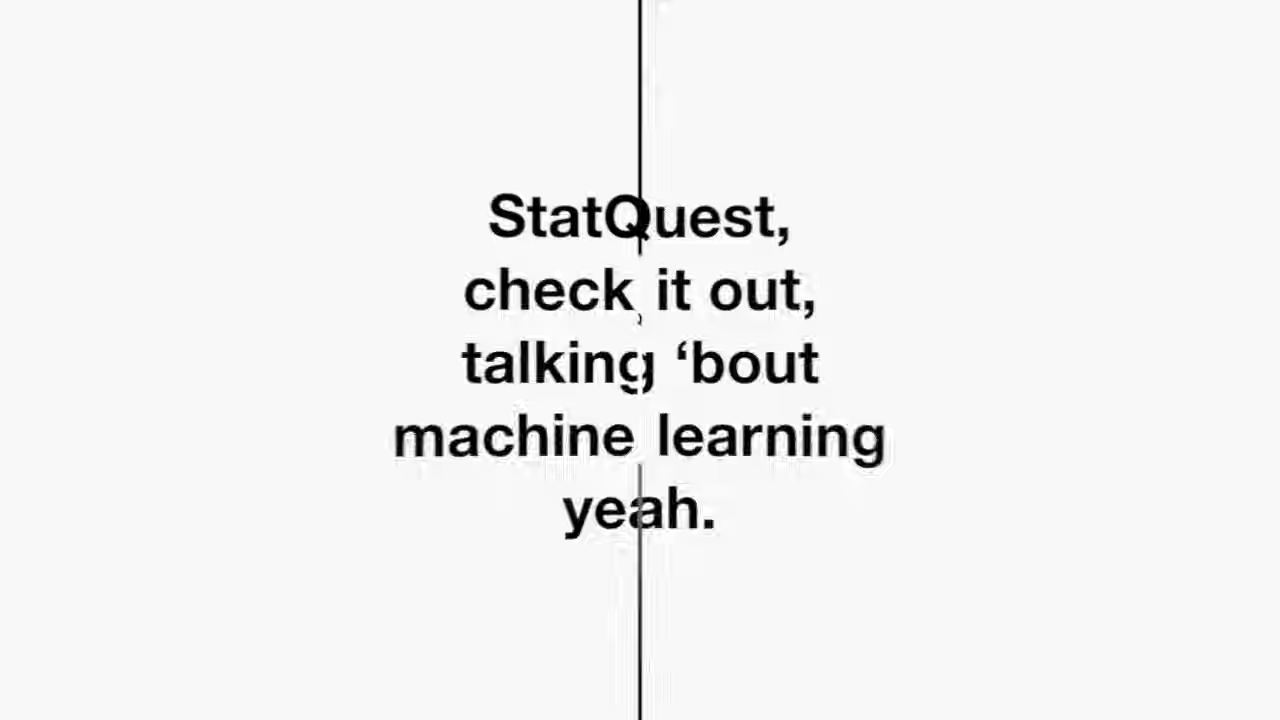 StatQuest,
check it out,
talking ‘bout
machine learning
yeah.